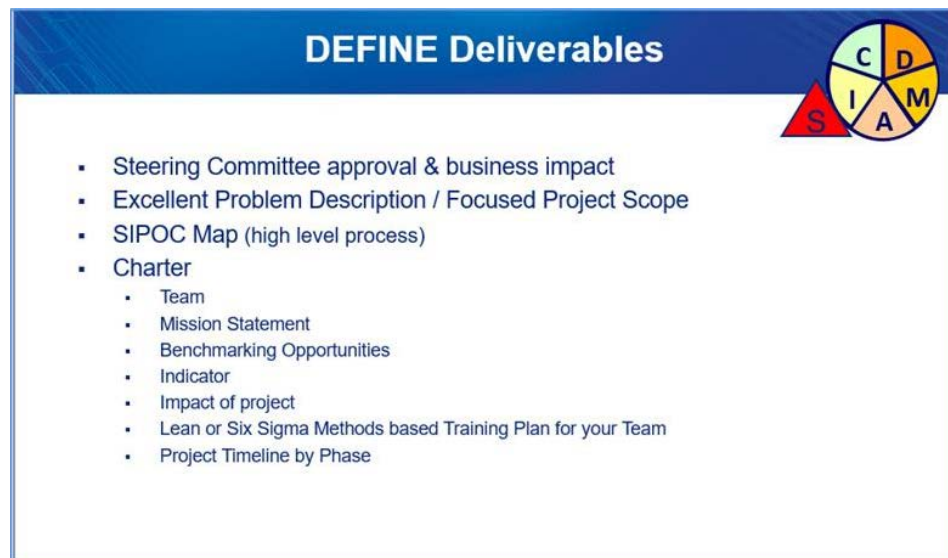 DEFINE Deliverables
C
D
I
M
A
S
▪ Steering Committee approval & business impact
▪ Excellent Problem Description / Focused Project Scope
▪ SIPOC Map (high level process)
▪ Charter
▪ Team
▪ Mission Statement
▪ Benchmarking Opportunities
▪ Indicator
▪ Impact of project
▪ Lean or Six Sigma Methods based Training Plan for your Team
▪ Project Timeline by Phase